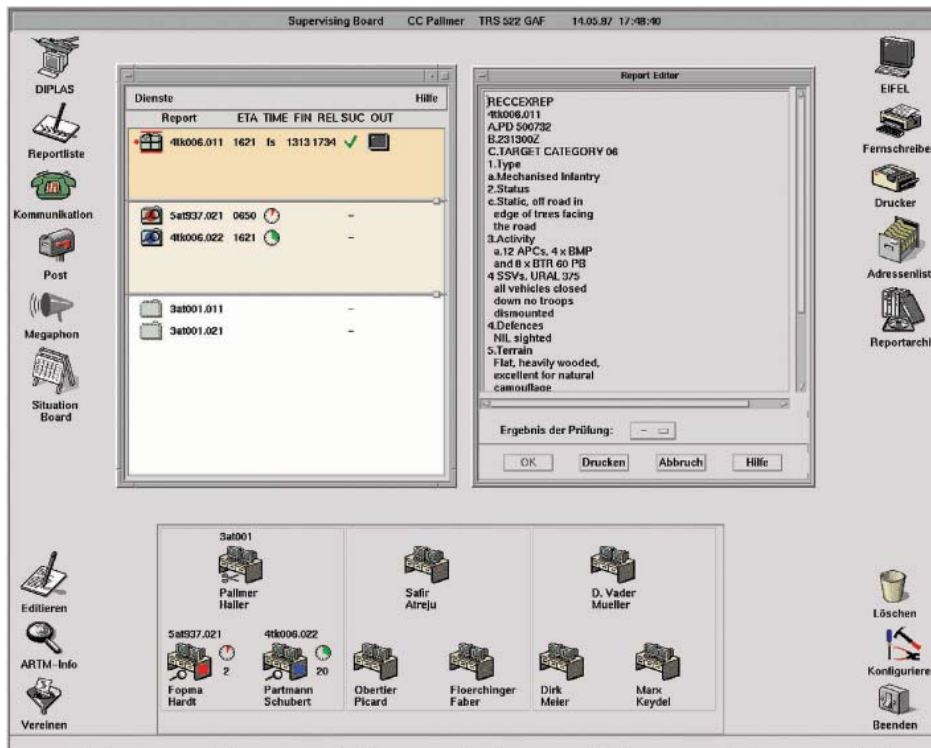 Supervising Board CC Pallmer TRS 522 GAF 14.05.97 17:48:40
DIPLAS
Reportliste
Kommunikation
Post
Megaphon
Situation
Board
Editieren
ARTM-Info
Vereinen
Dienste Hilfe
Report ETA TIME FIN REL SUC OUT
4tk006.011 1621 ls 1313 1734
5at937.021 0650 -
4tk006.022 1621 -
3at001.011 -
3at001.021 -
Report Editor
RECCEXREP
4tk006.011
A.PD 500732
B.231300Z
C.TARGET CATEGORY 06
1.Type
a.Mechanised Infantry
2.Status
c.Static, off road in
edge of trees facing
the road
3.Activity
a.12 APCs, 4 x BMP
and 8 x BTR 60 PB
4 SSVs, URAL 375
all vehicles closed
down no troops
dismounted
4.Defences
NIL sighted
5.Terrain
Flat, heavily wooded,
excellent for natural
camouflage
Ergebnis der Prüfung: -
OK Drucken Abbruch Hilfe
EIFEL
Fernschreibe
Drucker
Adressenlist
Reportarchi
Löschen
Konfigurieren
Beenden
3at001
Pallmer
Haller
Safir
Atreju
D. Vader
Mueller
5at937.021
2
Fopma
Hardt
4tk006.022
20
Partmann
Schubert
Obertier
Picard
Floerchinger
Faber
Dirk
Meier
Marx
Keydel